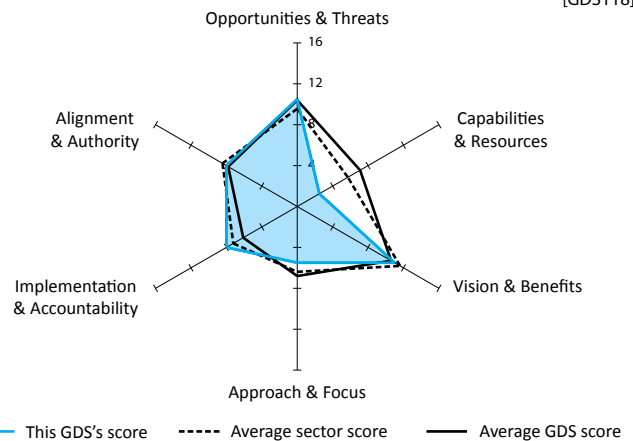 [GDS118]
Opportunities & Threats
16
12
8
4
Capabilities
& Resources
Vision & Benefits
Approach & Focus
Implementation
& Accountability
Alignment
& Authority
This GDS's score
Average sector score
Average GDS score